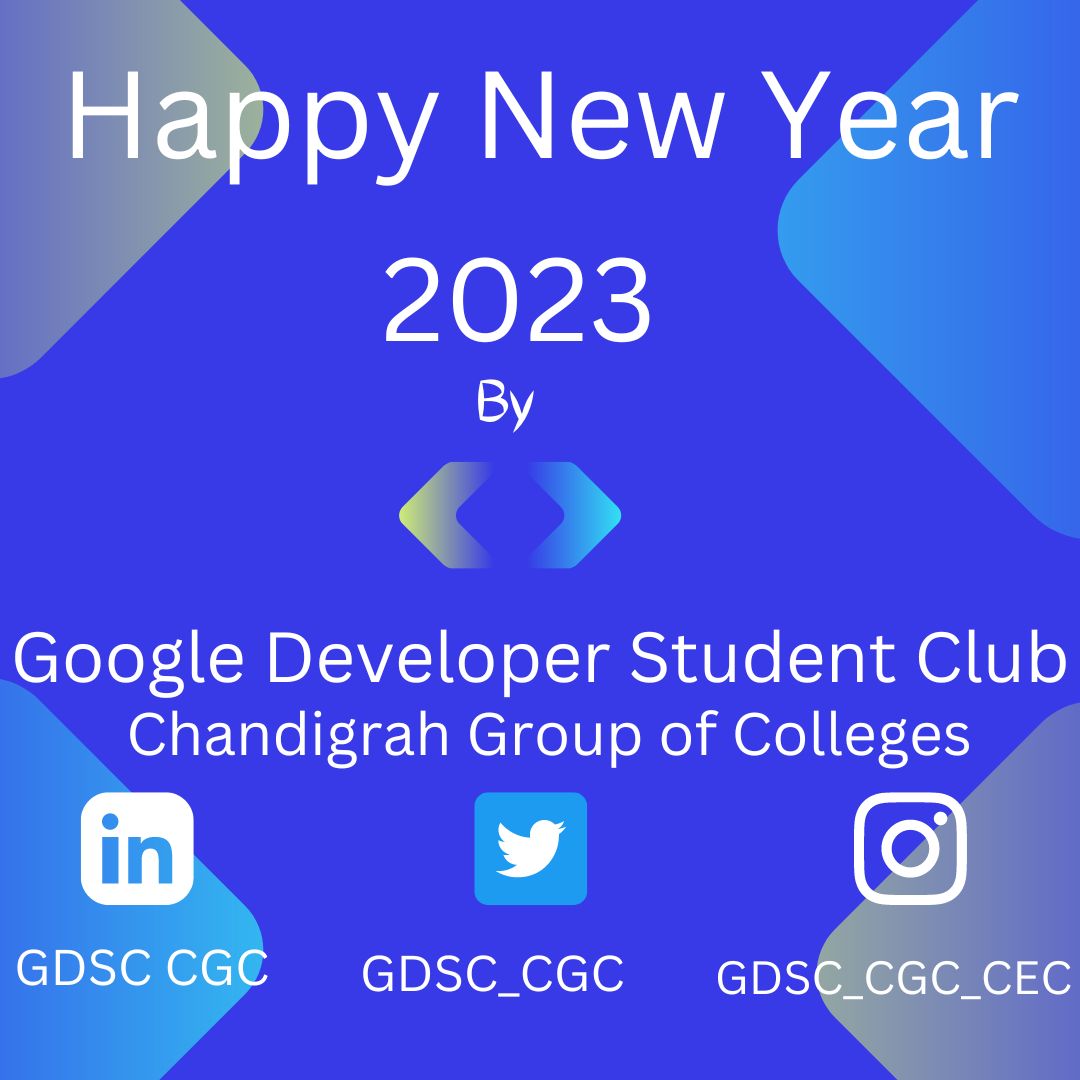 Happy New Year
2023
By
Google Developer Student Club
Chandigrah Group of Colleges
in
GDSC CGC
GDSC_CGC
GDSC_CGC_CEC